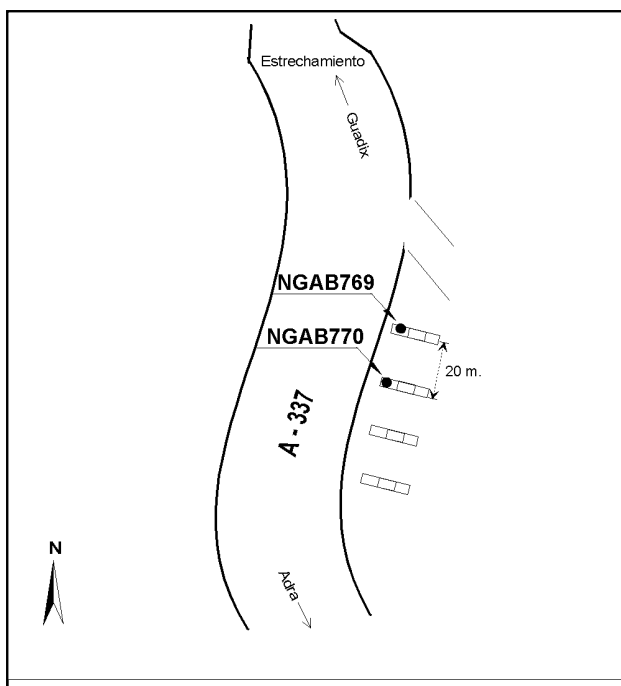 Estrechamiento
Guadix
NGAB769
NGAB770
20 m.
A - 337
N
Adra